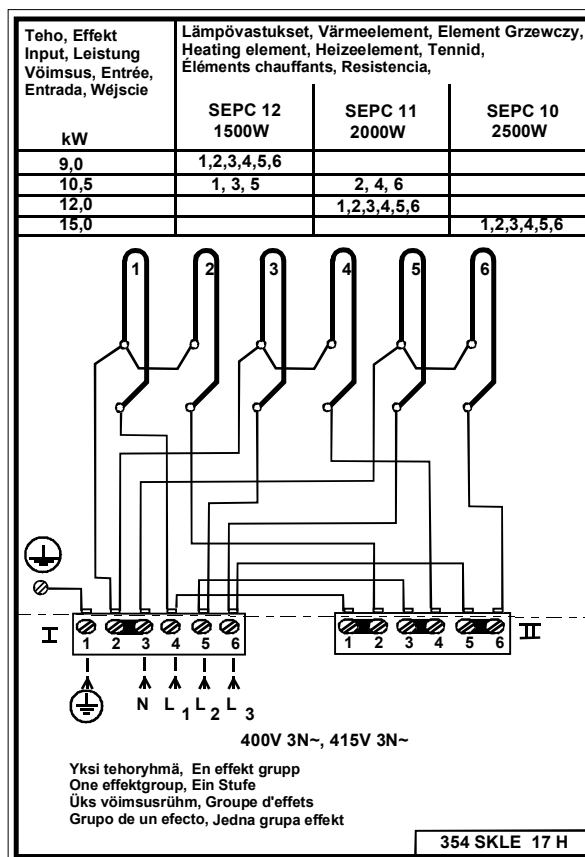 Teho, Effekt
Input, Leistung
Vöimsus, Entrée,
Entrada, Wejscie
kW
Lämpövastukset, Värmeelement, Element Grzewczy,
Heating element, Heizeelement, Tennid,
Éléments chauffants, Resistencia,
SEPC 12 SEPC 11 SEPC 10
1500W 2000W 2500W
9,0 1,2,3,4,5,6
10,5 1, 3, 5 2, 4, 6
12,0 1,2,3,4,5,6
15,0 1,2,3,4,5,6
1 2 3 4 5 6
I 1 2 3 4 5 6 1 2 3 4 5 6 II
N L1 L2 L3
400V 3N~, 415V 3N~
Yksi tehoryhmä, En effekt grupp
One effektgroup, Ein Stufe
Üks vöimsusrühm, Groupe d'effets
Grupo de un efecto, Jedna grupa effekt
354 SKLE 17 H